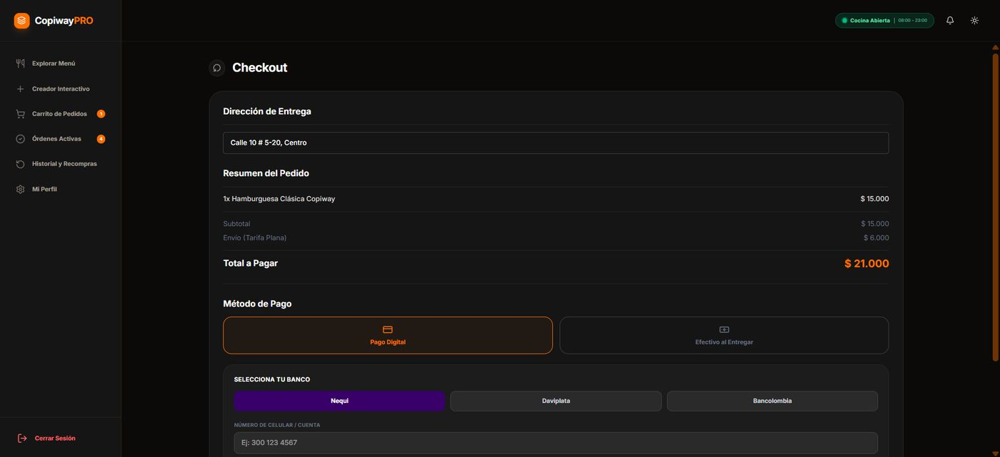 CopiwayPRO
Cocina Abierta | 08:00 - 23:00
Explorar Menú
Creador Interactivo
Carrito de Pedidos 1
Órdenes Activas 4
Historial y Recompras
Mi Perfil
Cerrar Sesión
Checkout
Dirección de Entrega
Calle 10 # 5-20, Centro
Resumen del Pedido
1x Hamburguesa Clásica Copiway $ 15.000
Subtotal $ 15.000
Envío (Tarifa Plana) $ 6.000
Total a Pagar $ 21.000
Método de Pago
Pago Digital Efectivo al Entregar
SELECCIONA TU BANCO
Nequi Daviplata Bancolombia
NÚMERO DE CELULAR / CUENTA
Ej: 300 123 4567